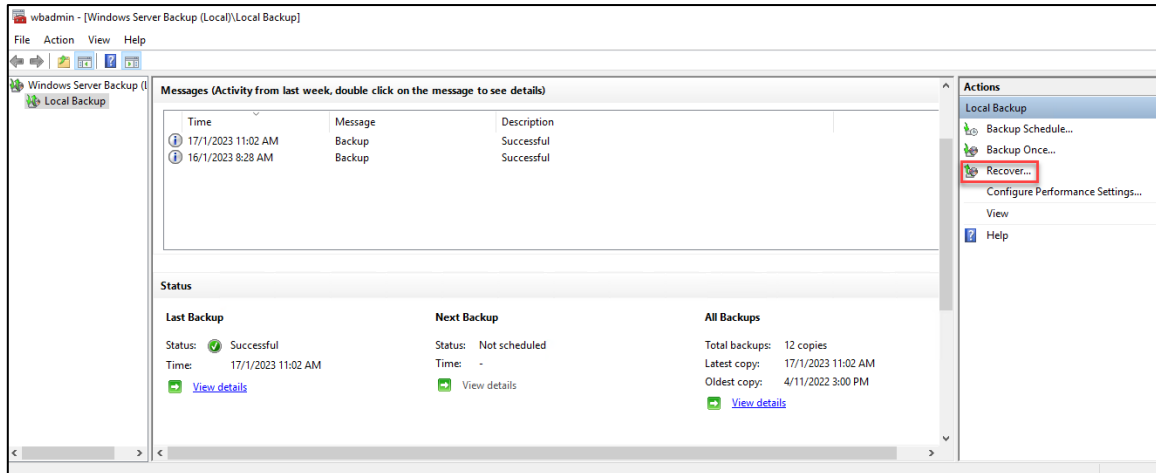 wbadmin - [Windows Server Backup (Local)\Local Backup]
File Action View Help
Windows Server Backup (L
Local Backup
Messages (Activity from last week, double click on the message to see details)
Time Message Description
17/1/2023 11:02 AM Backup Successful
16/1/2023 8:28 AM Backup Successful
Status
Last Backup Next Backup All Backups
Status: Successful Status: Not scheduled Total backups: 12 copies
Time: 17/1/2023 11:02 AM Time: - Latest copy: 17/1/2023 11:02 AM
View details View details Oldest copy: 4/11/2022 3:00 PM
View details
Actions
Local Backup
Backup Schedule...
Backup Once...
Recover...
Configure Performance Settings...
View
Help